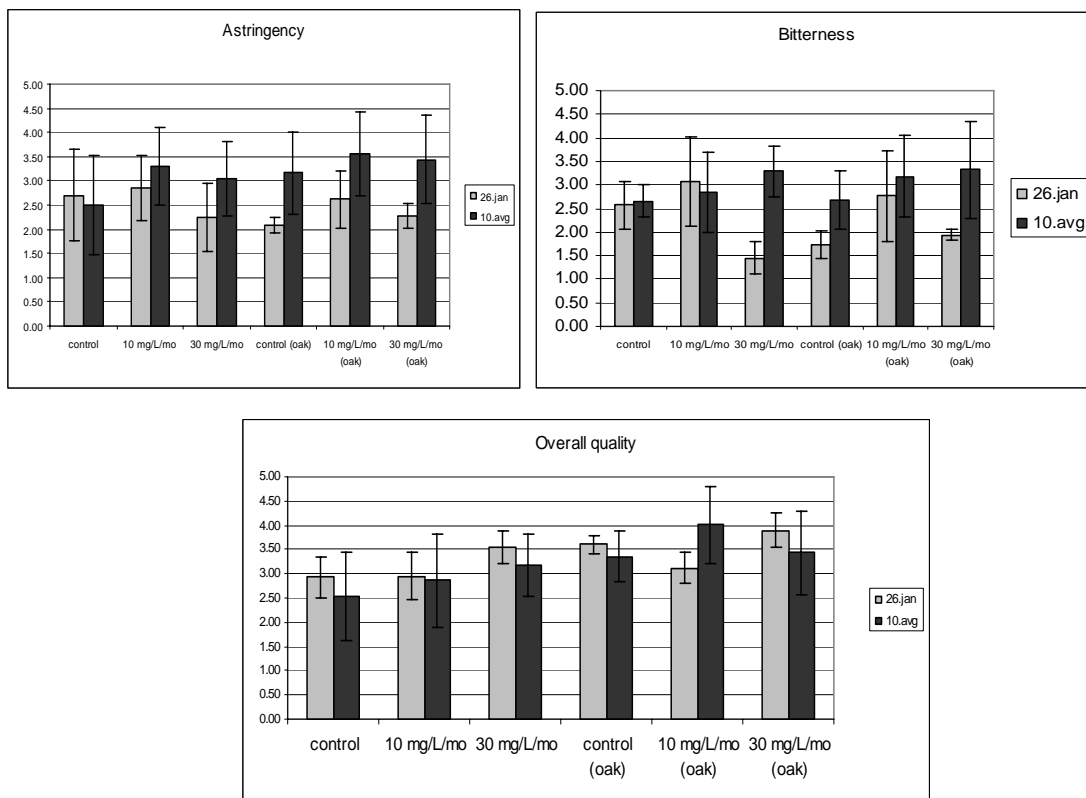 Astringency
5.00
4.50
4.00
3.50
3.00
2.50
2.00
1.50
1.00
0.50
0.00
control 10 mg/L/mo 30 mg/L/mo control (oak) 10 mg/L/mo 30 mg/L/mo
(oak) (oak)
26.jan
10.avg
Bitterness
5.00
4.50
4.00
3.50
3.00
2.50
2.00
1.50
1.00
0.50
0.00
control 10 mg/L/mo 30 mg/L/mo control (oak) 10 mg/L/mo 30 mg/L/mo
(oak) (oak)
26.jan
10.avg
Overall quality
5.00
4.50
4.00
3.50
3.00
2.50
2.00
1.50
1.00
0.50
0.00
control 10 mg/L/mo 30 mg/L/mo control 10 mg/L/mo 30 mg/L/mo
(oak) (oak) (oak)
26.jan
10.avg